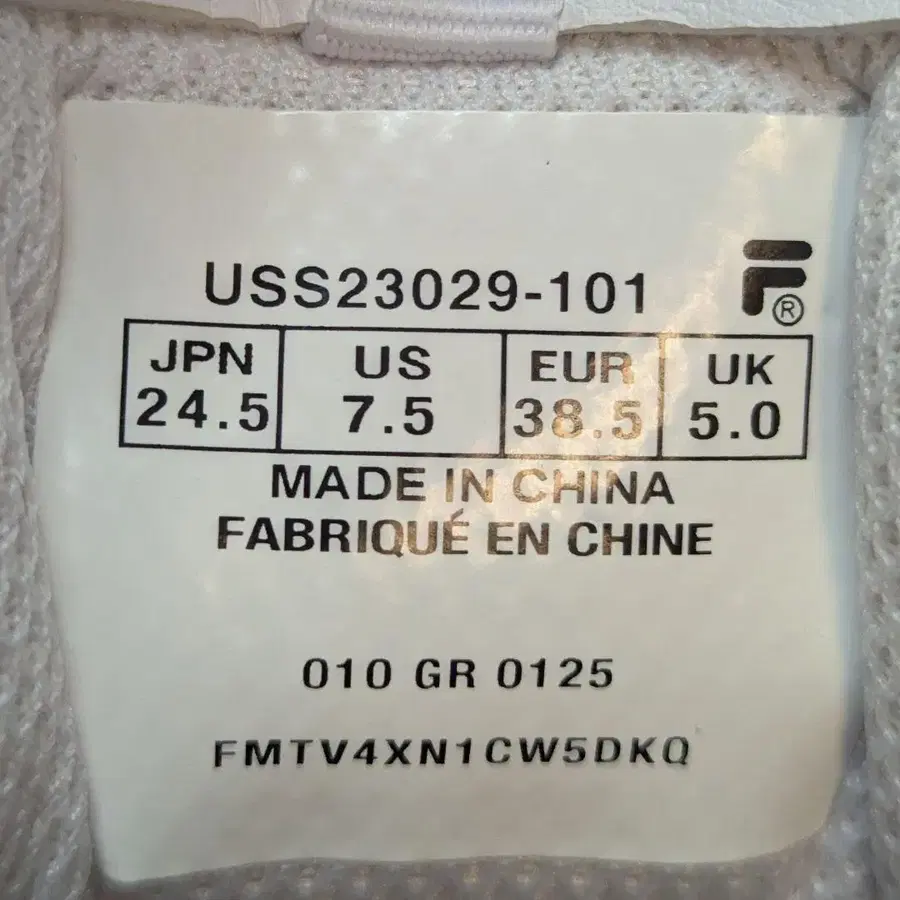 USS23029-101
JPN US EUR UK
24.5 7.5 38.5 5.0
MADE IN CHINA
FABRIQUÉ EN CHINE
010 GR 0125
FMTV4XN1CW5DKQ